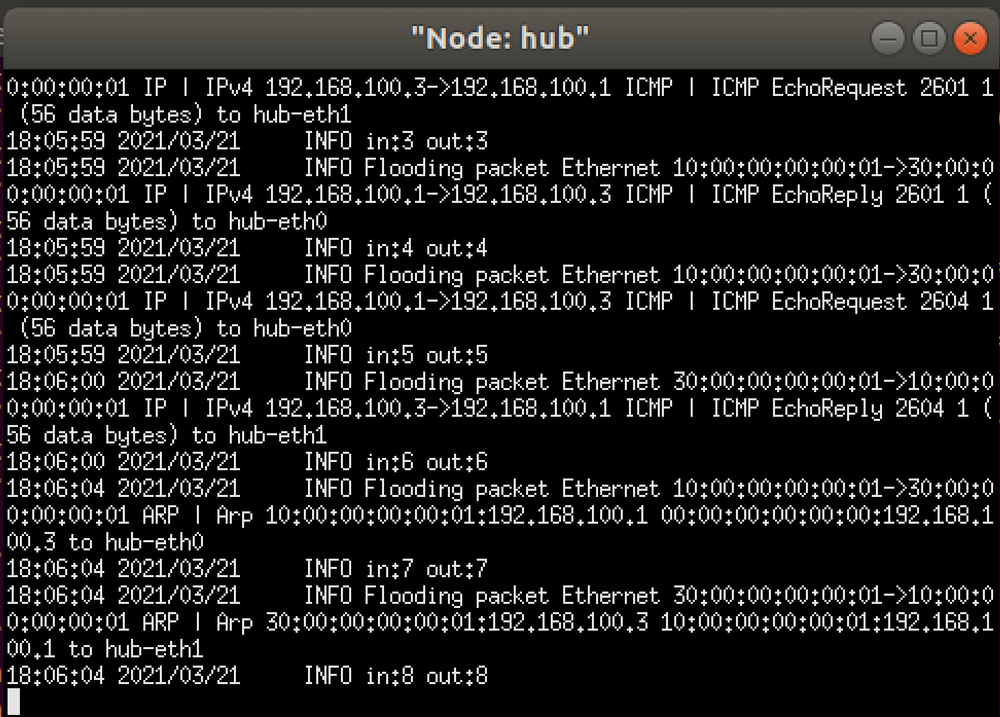 "Node: hub"
0:00:00:01 IP | IPv4 192.168.100.3->192.168.100.1 ICMP | ICMP EchoRequest 2601 1
 (56 data bytes) to hub-eth1
18:05:59 2021/03/21     INFO in:3 out:3
18:05:59 2021/03/21     INFO Flooding packet Ethernet 10:00:00:00:00:01->30:00:0
0:00:00:01 IP | IPv4 192.168.100.1->192.168.100.3 ICMP | ICMP EchoReply 2601 1 (
56 data bytes) to hub-eth0
18:05:59 2021/03/21     INFO in:4 out:4
18:05:59 2021/03/21     INFO Flooding packet Ethernet 10:00:00:00:00:01->30:00:0
0:00:00:01 IP | IPv4 192.168.100.1->192.168.100.3 ICMP | ICMP EchoRequest 2604 1
 (56 data bytes) to hub-eth0
18:05:59 2021/03/21     INFO in:5 out:5
18:06:00 2021/03/21     INFO Flooding packet Ethernet 30:00:00:00:00:01->10:00:0
0:00:00:01 IP | IPv4 192.168.100.3->192.168.100.1 ICMP | ICMP EchoReply 2604 1 (
56 data bytes) to hub-eth1
18:06:00 2021/03/21     INFO in:6 out:6
18:06:04 2021/03/21     INFO Flooding packet Ethernet 10:00:00:00:00:01->30:00:0
0:00:00:01 ARP | Arp 10:00:00:00:00:01:192.168.100.1 00:00:00:00:00:00:192.168.1
00.3 to hub-eth0
18:06:04 2021/03/21     INFO in:7 out:7
18:06:04 2021/03/21     INFO Flooding packet Ethernet 30:00:00:00:00:01->10:00:0
0:00:00:01 ARP | Arp 30:00:00:00:00:01:192.168.100.3 10:00:00:00:00:01:192.168.1
00.1 to hub-eth1
18:06:04 2021/03/21     INFO in:8 out:8